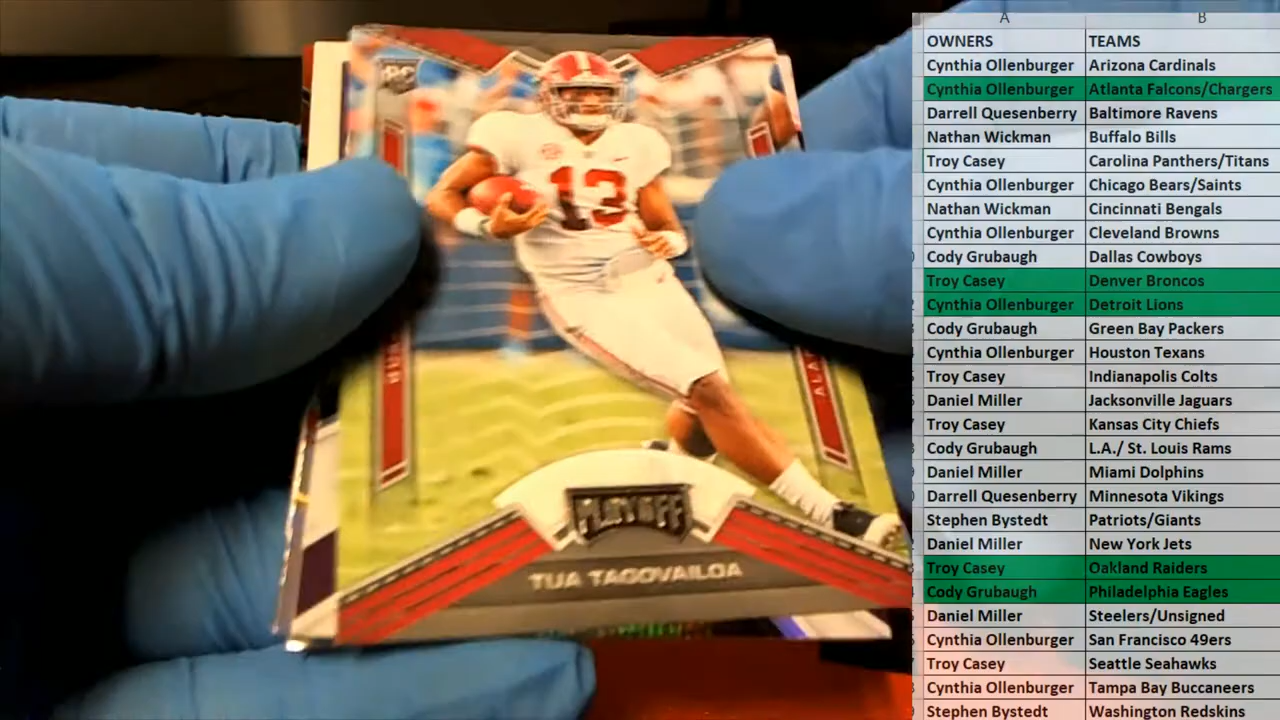 RC
13
PLAYOFF
TUA TAGOVAILOA
A B
OWNERS TEAMS
Cynthia Ollenburger Arizona Cardinals
Cynthia Ollenburger Atlanta Falcons/Chargers
Darrell Quesenberry Baltimore Ravens
Nathan Wickman Buffalo Bills
Troy Casey Carolina Panthers/Titans
Cynthia Ollenburger Chicago Bears/Saints
Nathan Wickman Cincinnati Bengals
Cynthia Ollenburger Cleveland Browns
Cody Grubaugh Dallas Cowboys
Troy Casey Denver Broncos
Cynthia Ollenburger Detroit Lions
Cody Grubaugh Green Bay Packers
Cynthia Ollenburger Houston Texans
Troy Casey Indianapolis Colts
Daniel Miller Jacksonville Jaguars
Troy Casey Kansas City Chiefs
Cody Grubaugh L.A./ St. Louis Rams
Daniel Miller Miami Dolphins
Darrell Quesenberry Minnesota Vikings
Stephen Bystedt Patriots/Giants
Daniel Miller New York Jets
Troy Casey Oakland Raiders
Cody Grubaugh Philadelphia Eagles
Daniel Miller Steelers/Unsigned
Cynthia Ollenburger San Francisco 49ers
Troy Casey Seattle Seahawks
Cynthia Ollenburger Tampa Bay Buccaneers
Stephen Bystedt Washington Redskins